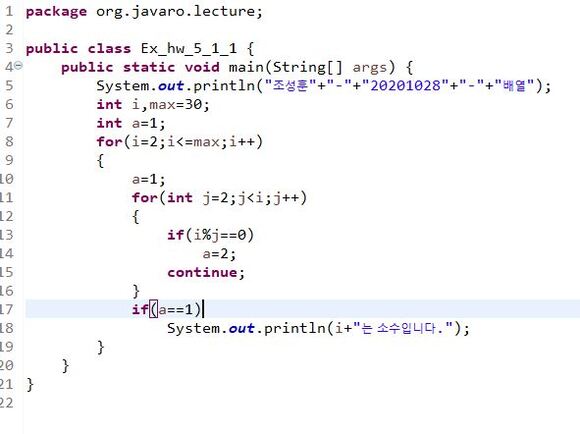 1 package org.javaro.lecture;
2
3 public class Ex_hw_5_1_1 {
4 public static void main(String[] args) {
5 System.out.println("조성훈"+"-"+"20201028"+"-"+"배열");
6 int i,max=30;
7 int a=1;
8 for(i=2;i<=max;i++)
9 {
10 a=1;
11 for(int j=2;j<i;j++)
12 {
13 if(i%j==0)
14 a=2;
15 continue;
16 }
17 if(a==1)
18 System.out.println(i+"는 소수입니다.");
19 }
20 }
21 }
22